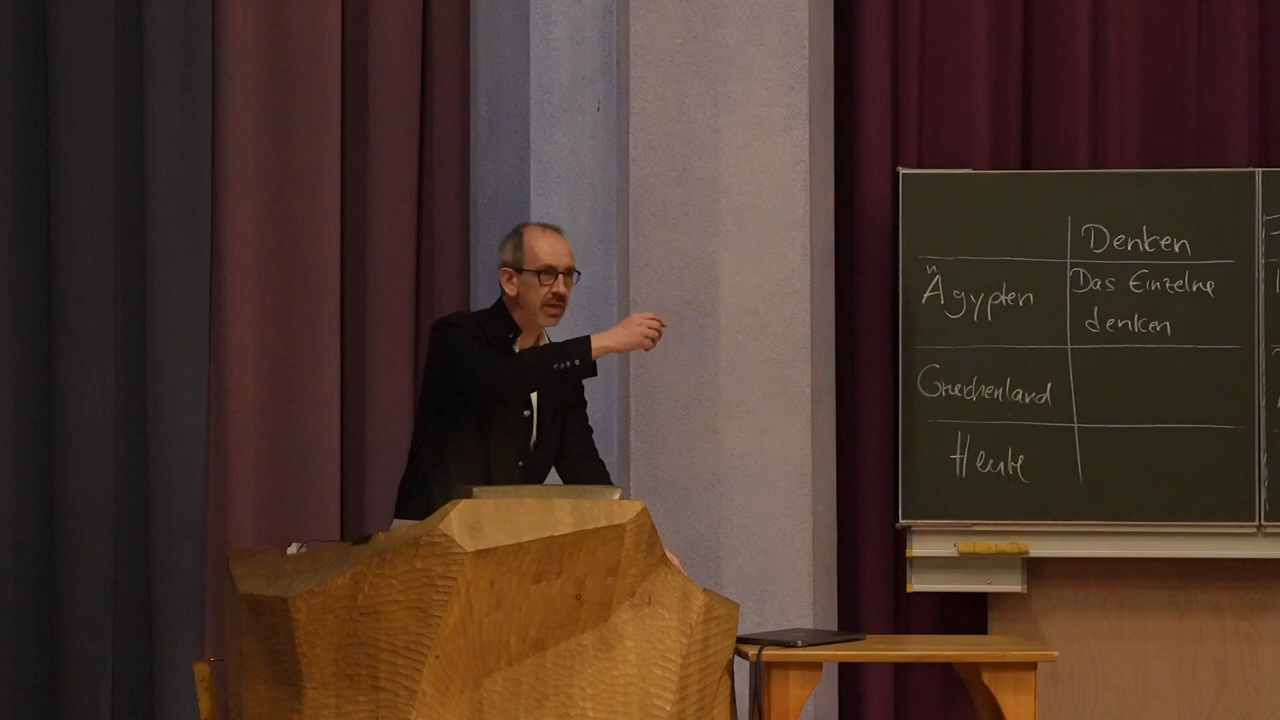 Denken
Ägypten
Das Einzelne
denken
Griechenland
Heute